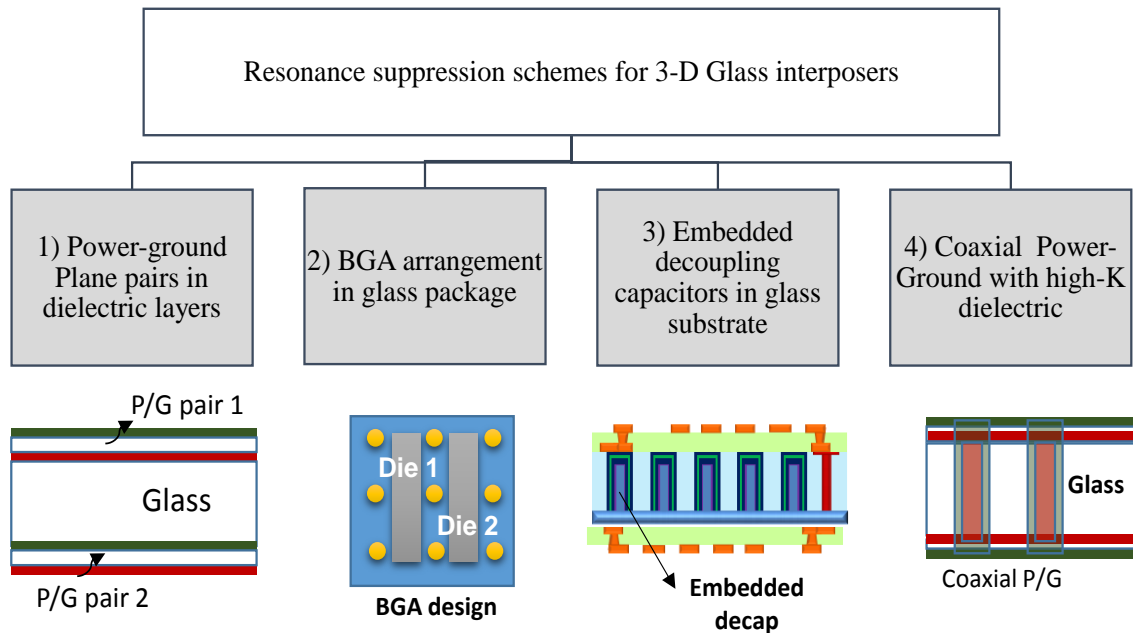 Resonance suppression schemes for 3-D Glass interposers
1) Power-ground
Plane pairs in
dielectric layers
2) BGA arrangement
in glass package
3) Embedded
decoupling
capacitors in glass
substrate
4) Coaxial Power-
Ground with high-K
dielectric
P/G pair 1
Glass
P/G pair 2
Die 1
Die 2
BGA design
Embedded
decap
Glass
Coaxial P/G